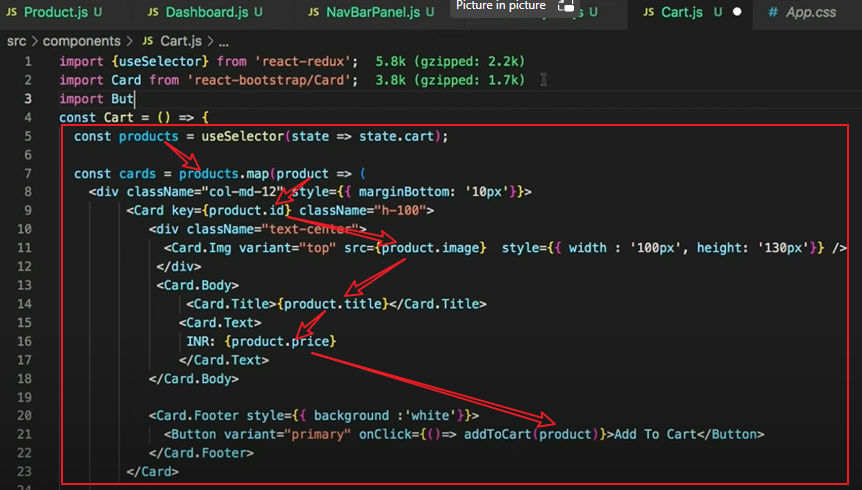 JS Product.js U JS Dashboard.js U JS NavBarPanel.js U Picture in picture U JS Cart.js U # App.css
src > components > JS Cart.js > ...
1 import {useSelector} from 'react-redux'; 5.8k (gzipped: 2.2k)
2 import Card from 'react-bootstrap/Card'; 3.8k (gzipped: 1.7k)
3 import But
4 const Cart = () => {
5 const products = useSelector(state => state.cart);
6
7 const cards = products.map(product => (
8 <div className="col-md-12" style={{ marginBottom: '10px'}}>
9 <Card key={product.id} className="h-100">
10 <div className="text-center">
11 <Card.Img variant="top" src={product.image} style={{ width : '100px', height: '130px'}} />
12 </div>
13 <Card.Body>
14 <Card.Title>{product.title}</Card.Title>
15 <Card.Text>
16 INR: {product.price}
17 </Card.Text>
18 </Card.Body>
19
20 <Card.Footer style={{ background :'white'}}>
21 <Button variant="primary" onClick={()=> addToCart(product)}>Add To Cart</Button>
22 </Card.Footer>
23 </Card>